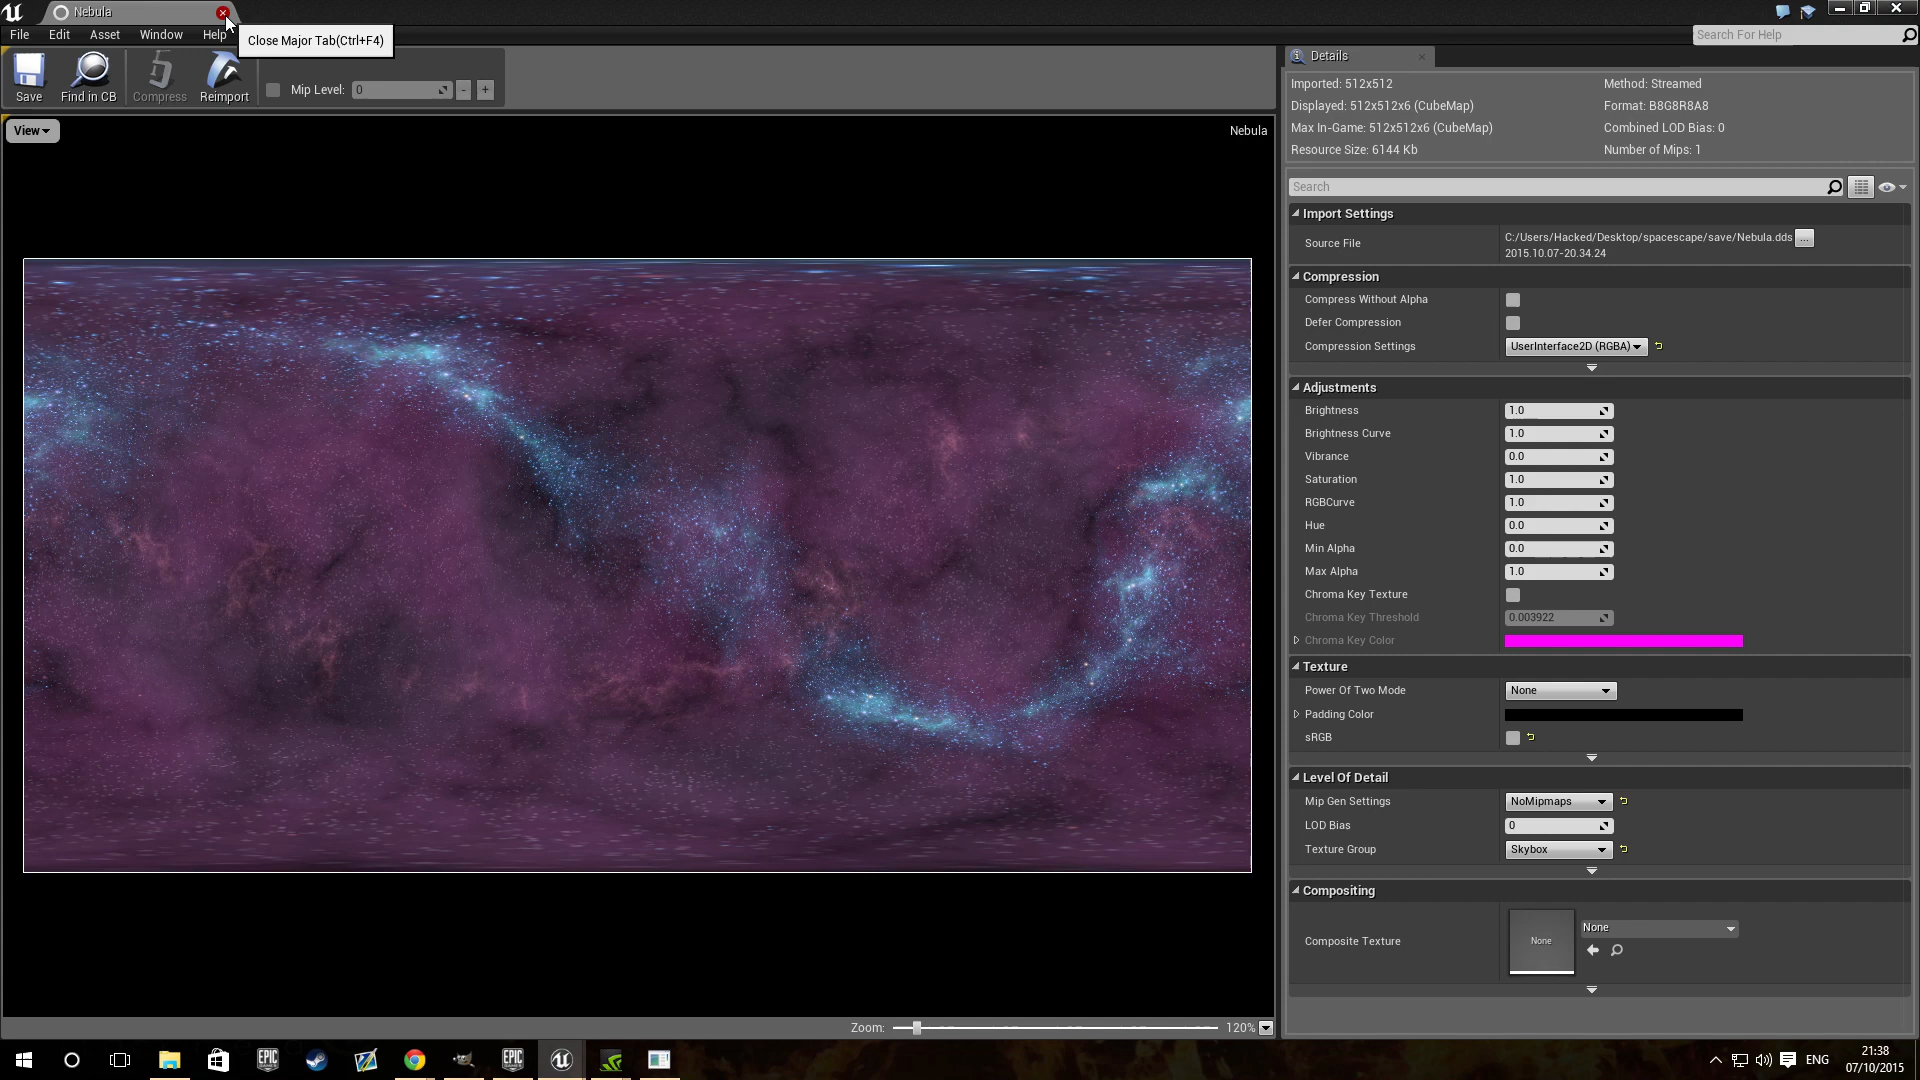 Nebula
Close Major Tab(Ctrl+F4)
File Edit Asset Window Help
Search For Help
Save Find in CB Compress Reimport
Mip Level: 0 - +
View
Nebula
Zoom: 120%
Details
Imported: 512x512 Method: Streamed
Displayed: 512x512x6 (CubeMap) Format: B8G8R8A8
Max In-Game: 512x512x6 (CubeMap) Combined LOD Bias: 0
Resource Size: 6144 Kb Number of Mips: 1
Search
Import Settings
Source File C:/Users/Hacked/Desktop/spacescape/save/Nebula.dds ...
2015.10.07-20.34.24
Compression
Compress Without Alpha
Defer Compression
Compression Settings UserInterface2D (RGBA)
Adjustments
Brightness 1.0
Brightness Curve 1.0
Vibrance 0.0
Saturation 1.0
RGBCurve 1.0
Hue 0.0
Min Alpha 0.0
Max Alpha 1.0
Chroma Key Texture
Chroma Key Threshold 0.003922
Chroma Key Color
Texture
Power Of Two Mode None
Padding Color
sRGB
Level Of Detail
Mip Gen Settings NoMipmaps
LOD Bias 0
Texture Group Skybox
Compositing
Composite Texture None None
EPIC GAMES
EPIC GAMES
ENG
21:38
07/10/2015